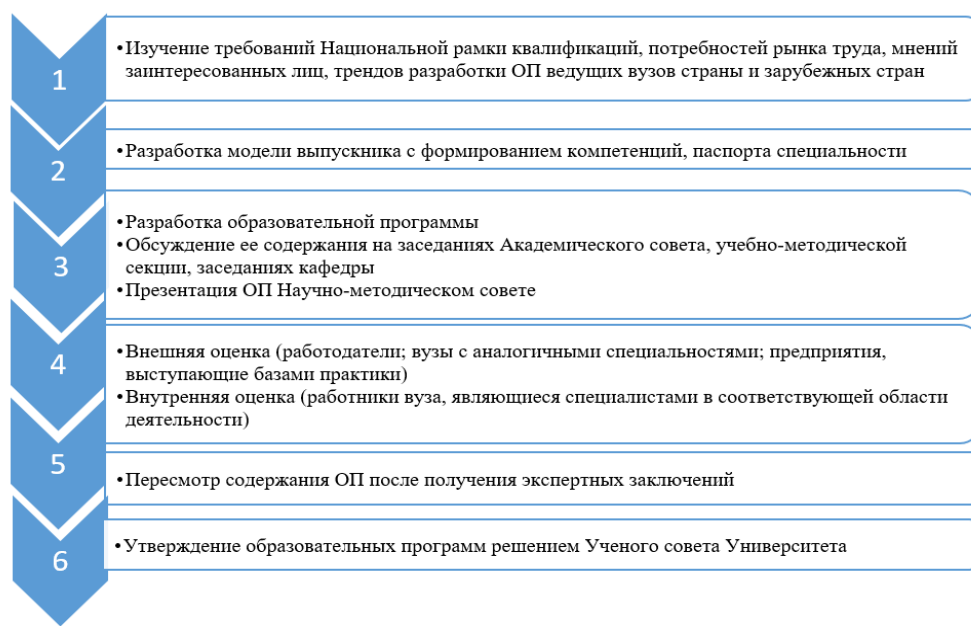 1
•Изучение требований Национальной рамки квалификаций, потребностей рынка труда, мнений
заинтересованных лиц, трендов разработки ОП ведущих вузов страны и зарубежных стран
2
•Разработка модели выпускника с формированием компетенций, паспорта специальности
3
•Разработка образовательной программы
•Обсуждение ее содержания на заседаниях Академического совета, учебно-методической
секции, заседаниях кафедры
•Презентация ОП Научно-методическом совете
4
•Внешняя оценка (работодатели; вузы с аналогичными специальностями; предприятия,
выступающие базами практики)
•Внутренняя оценка (работники вуза, являющиеся специалистами в соответствующей области
деятельности)
5
•Пересмотр содержания ОП после получения экспертных заключений
6
•Утверждение образовательных программ решением Ученого совета Университета